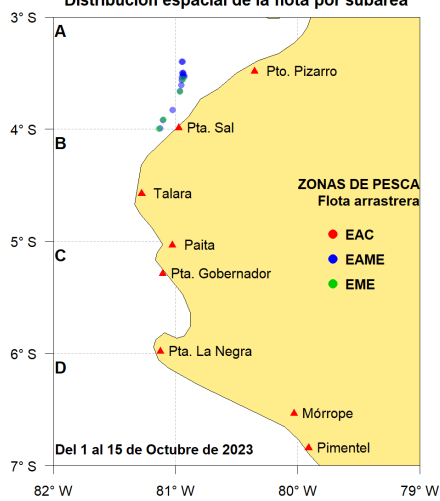 Distribución espacial de la flota por subárea
3° S
A
Pto. Pizarro
4° S
Pta. Sal
B
ZONAS DE PESCA
Talara
Flota arrastrera
EAC
5° S
Paita
C
EAME
Pta. Gobernador
EME
6° S
Pta. La Negra
D
Mórrope
Del 1 al 15 de Octubre de 2023
Pimentel
7° S
82° W 81° W 80° W 79° W